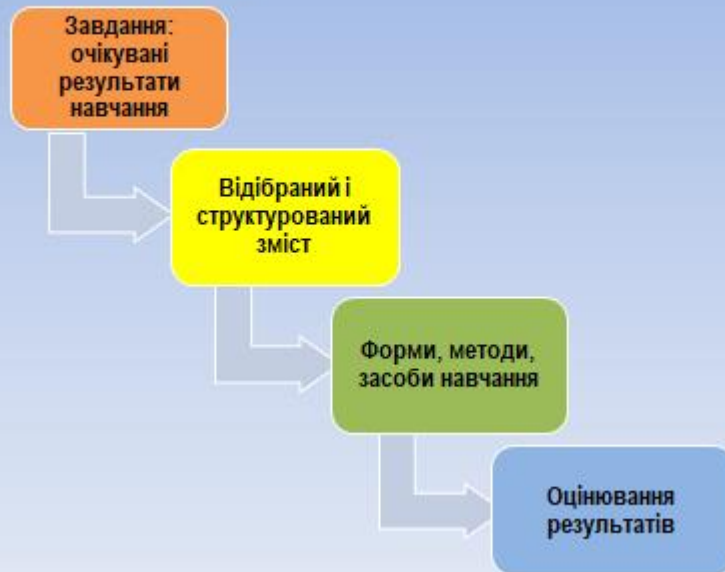 Завдання:
очікувані
результати
навчання
Відібраний і
структурований
зміст
Форми, методи,
засоби навчання
Оцінювання
результатів